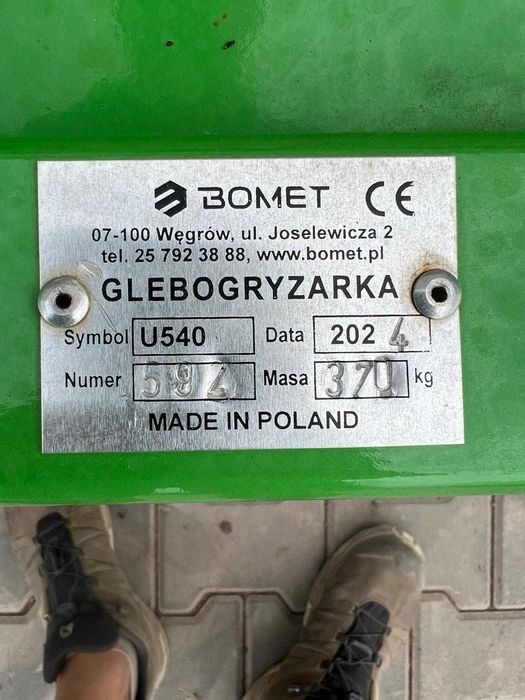 BOMET CE
07-100 Węgrów, ul. Joselewicza 2
tel. 25 792 38 88, www.bomet.pl
GLEBOGRYZARKA
Symbol U540 Data 2024
Numer 592 Masa 370 kg
MADE IN POLAND